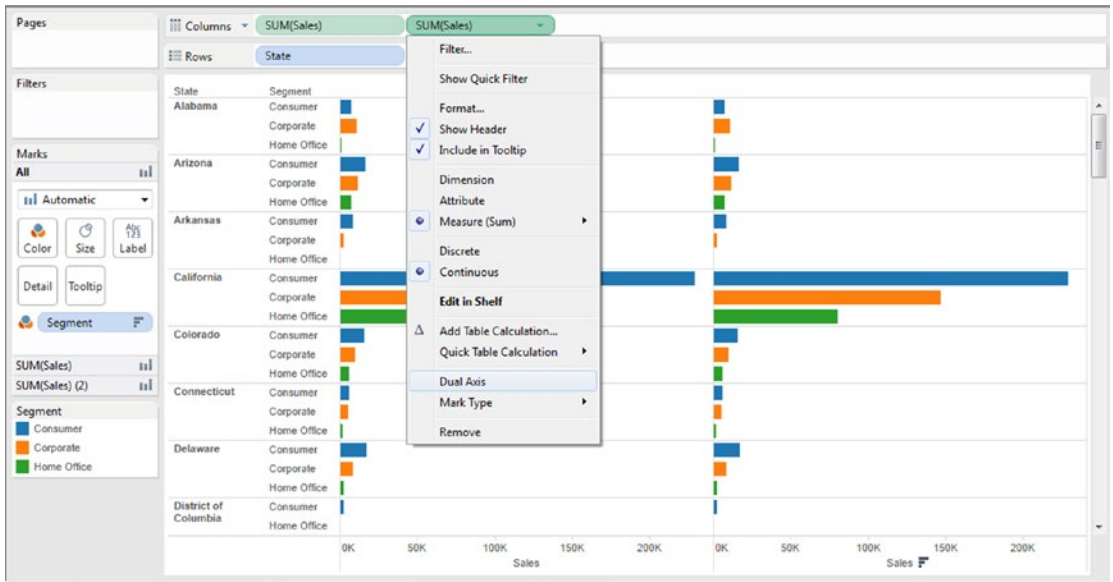 Pages
Columns SUM(Sales) SUM(Sales)
Rows State
Filters
Marks
All
Automatic
Color Size Abc 123 Label
Detail Tooltip
Segment
SUM(Sales)
SUM(Sales) (2)
Segment
Consumer
Corporate
Home Office
Filter...
Show Quick Filter
Format...
Show Header
Include in Tooltip
Dimension
Attribute
Measure (Sum)
Discrete
Continuous
Edit in Shelf
Add Table Calculation...
Quick Table Calculation
Dual Axis
Mark Type
Remove
State Segment
Alabama Consumer
Corporate
Home Office
Arizona Consumer
Corporate
Home Office
Arkansas Consumer
Corporate
Home Office
California Consumer
Corporate
Home Office
Colorado Consumer
Corporate
Home Office
Connecticut Consumer
Corporate
Home Office
Delaware Consumer
Corporate
Home Office
District of Columbia Consumer
Home Office
0K 50K 100K 150K 200K 0K 50K 100K 150K 200K
Sales Sales